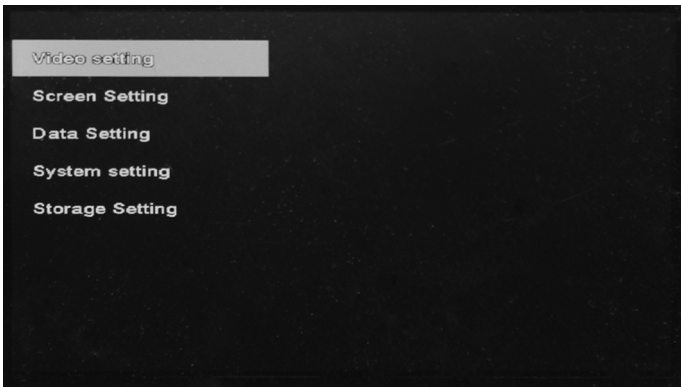 Video setting
Screen Setting
Data Setting
System setting
Storage Setting